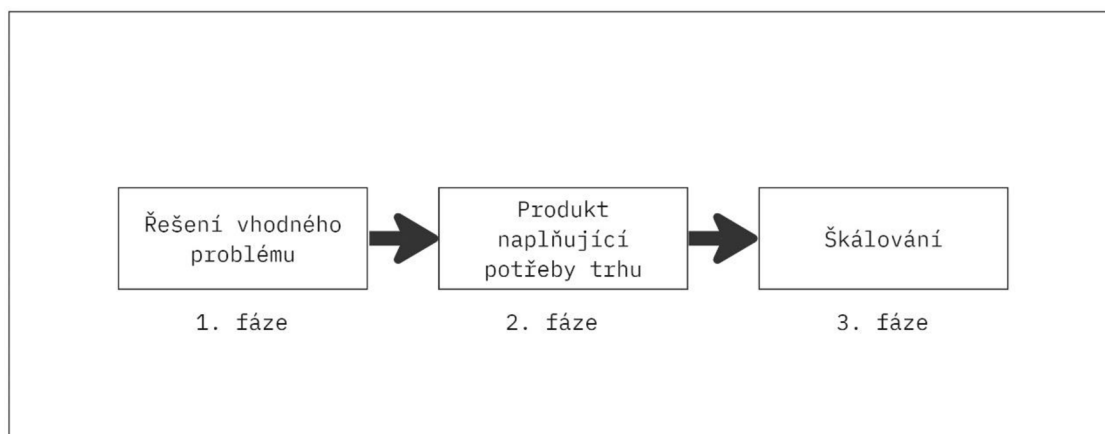 Řešení vhodného
problému
Produkt
naplňující
potřeby trhu
Škálování
1. fáze
2. fáze
3. fáze